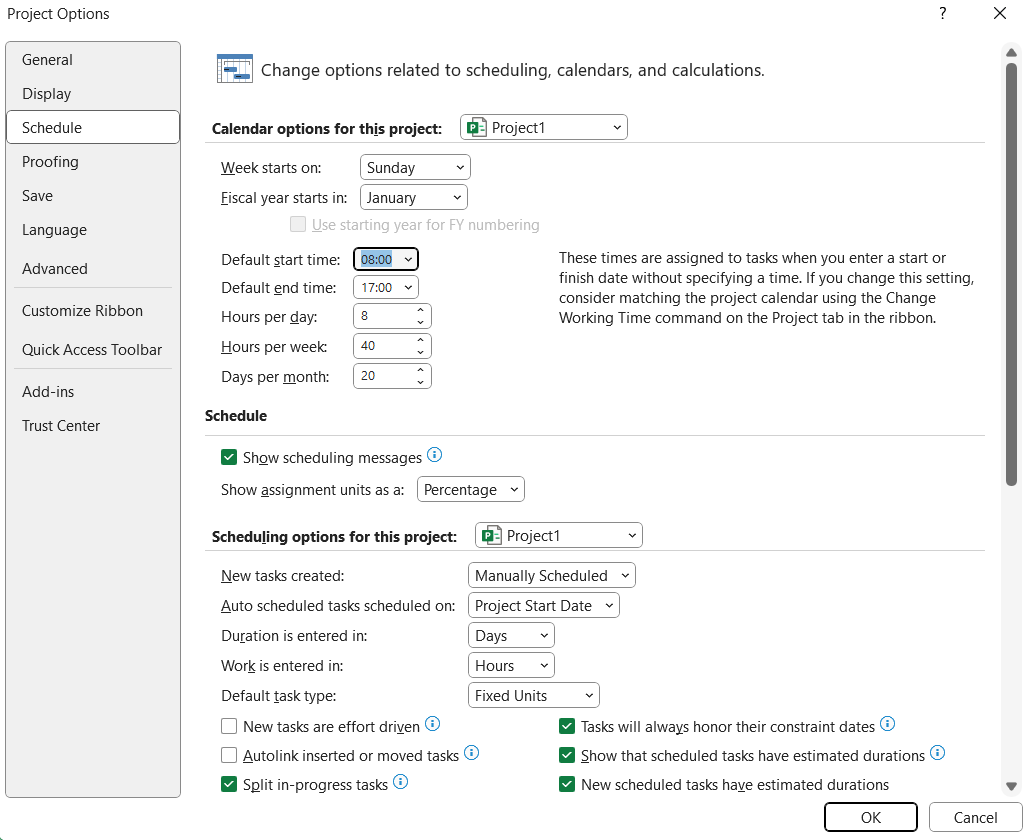 Project Options
?
General
Display
Schedule
Proofing
Save
Language
Advanced
Customize Ribbon
Quick Access Toolbar
Add-ins
Trust Center
Change options related to scheduling, calendars, and calculations.
Calendar options for this project: Project1
Week starts on: Sunday
Fiscal year starts in: January
Use starting year for FY numbering
Default start time: 08:00
Default end time: 17:00
Hours per day: 8
Hours per week: 40
Days per month: 20
These times are assigned to tasks when you enter a start or
finish date without specifying a time. If you change this setting,
consider matching the project calendar using the Change
Working Time command on the Project tab in the ribbon.
Schedule
Show scheduling messages
Show assignment units as a: Percentage
Scheduling options for this project: Project1
New tasks created: Manually Scheduled
Auto scheduled tasks scheduled on: Project Start Date
Duration is entered in: Days
Work is entered in: Hours
Default task type: Fixed Units
New tasks are effort driven
Autolink inserted or moved tasks
Split in-progress tasks
Tasks will always honor their constraint dates
Show that scheduled tasks have estimated durations
New scheduled tasks have estimated durations
OK
Cancel